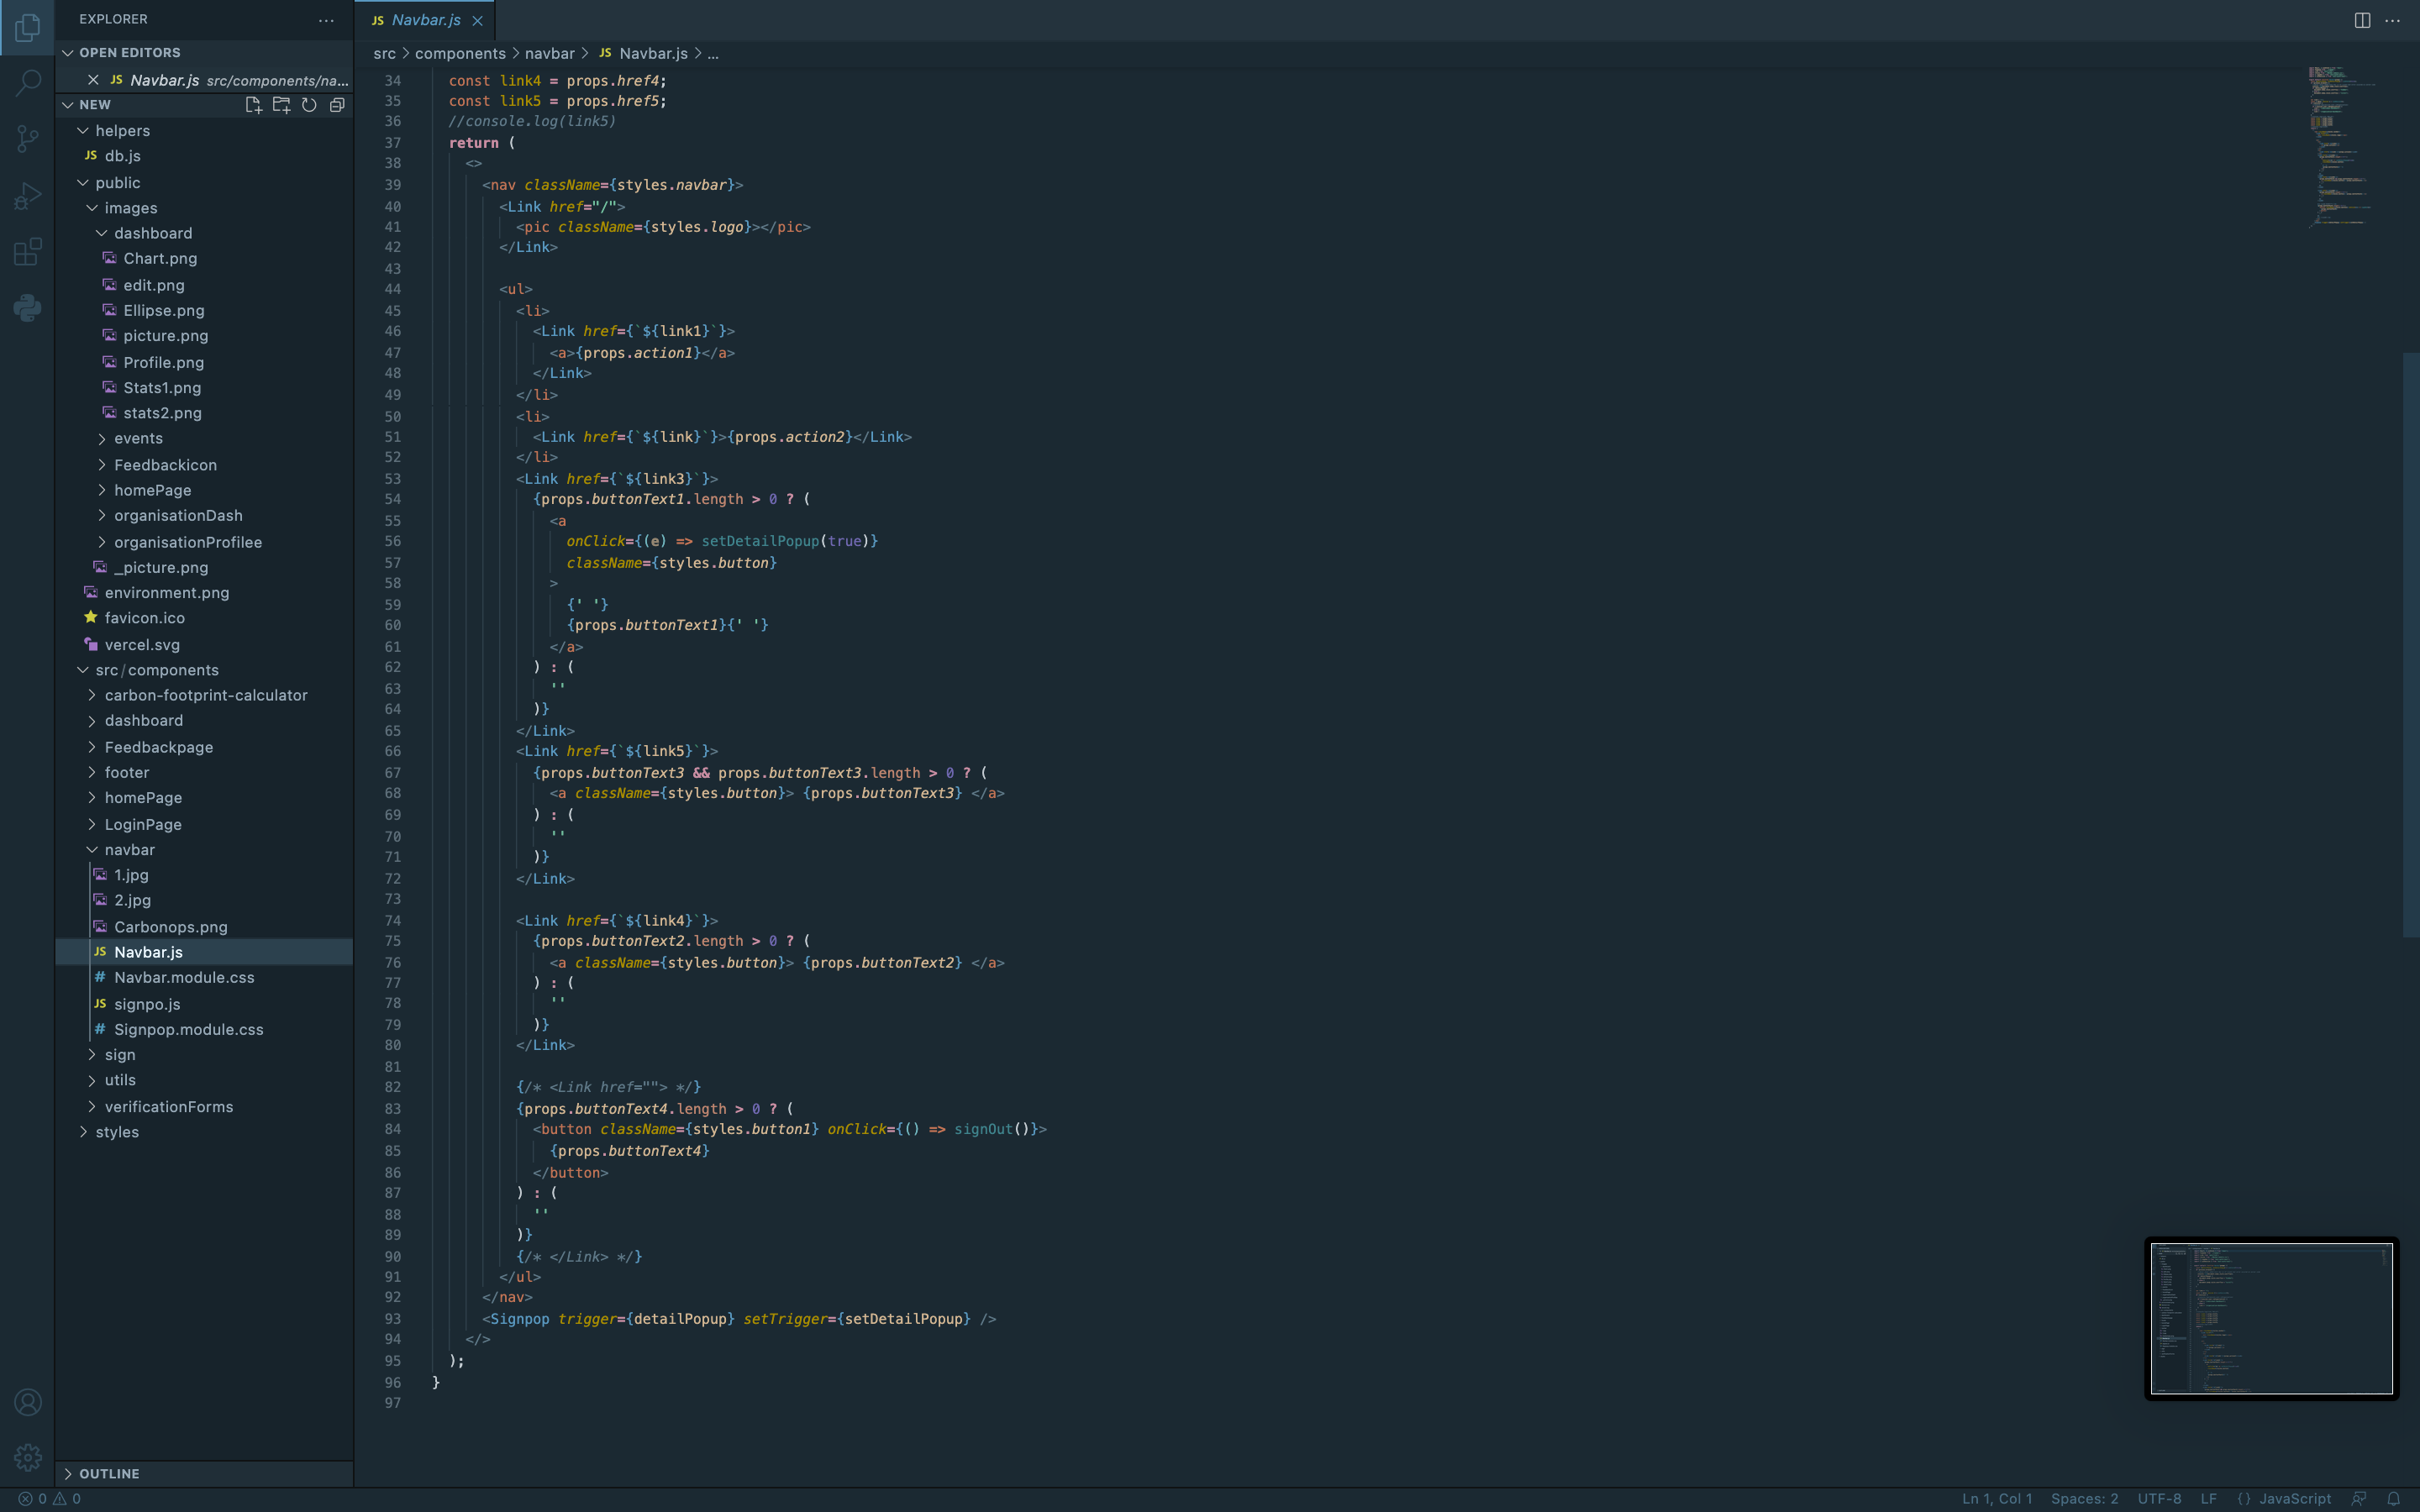 EXPLORER
OPEN EDITORS
JS Navbar.js src/components/na...
NEW
helpers
JS db.js
public
images
dashboard
Chart.png
edit.png
Ellipse.png
picture.png
Profile.png
Stats1.png
stats2.png
events
Feedbackicon
homePage
organisationDash
organisationProfilee
_picture.png
environment.png
favicon.ico
vercel.svg
src/components
carbon-footprint-calculator
dashboard
Feedbackpage
footer
homePage
LoginPage
navbar
1.jpg
2.jpg
Carbonops.png
JS Navbar.js
# Navbar.module.css
JS signpo.js
# Signpop.module.css
sign
utils
verificationForms
styles
OUTLINE
JS Navbar.js
src > components > navbar > JS Navbar.js > ...
34 const link4 = props.href4;
35 const link5 = props.href5;
36 //console.log(link5)
37 return (
38 <>
39 <nav className={styles.navbar}>
40 <Link href="/">
41 <pic className={styles.logo}></pic>
42 </Link>
43
44 <ul>
45 <li>
46 <Link href={`${link1}`}>
47 <a>{props.action1}</a>
48 </Link>
49 </li>
50 <li>
51 <Link href={`${link}`}>{props.action2}</Link>
52 </li>
53 <Link href={`${link3}`}>
54 {props.buttonText1.length > 0 ? (
55 <a
56 onClick={(e) => setDetailPopup(true)}
57 className={styles.button}
58 >
59 {' '}
60 {props.buttonText1}{' '}
61 </a>
62 ) : (
63 ''
64 )}
65 </Link>
66 <Link href={`${link5}`}>
67 {props.buttonText3 && props.buttonText3.length > 0 ? (
68 <a className={styles.button}> {props.buttonText3} </a>
69 ) : (
70 ''
71 )}
72 </Link>
73
74 <Link href={`${link4}`}>
75 {props.buttonText2.length > 0 ? (
76 <a className={styles.button}> {props.buttonText2} </a>
77 ) : (
78 ''
79 )}
80 </Link>
81
82 {/* <Link href=""> */}
83 {props.buttonText4.length > 0 ? (
84 <button className={styles.button1} onClick={() => signOut()}>
85 {props.buttonText4}
86 </button>
87 ) : (
88 ''
89 )}
90 {/* </Link> */}
91 </ul>
92 </nav>
93 <Signpop trigger={detailPopup} setTrigger={setDetailPopup} />
94 </>
95 );
96 }
97
0 0
Ln 1, Col 1 Spaces: 2 UTF-8 LF {} JavaScript